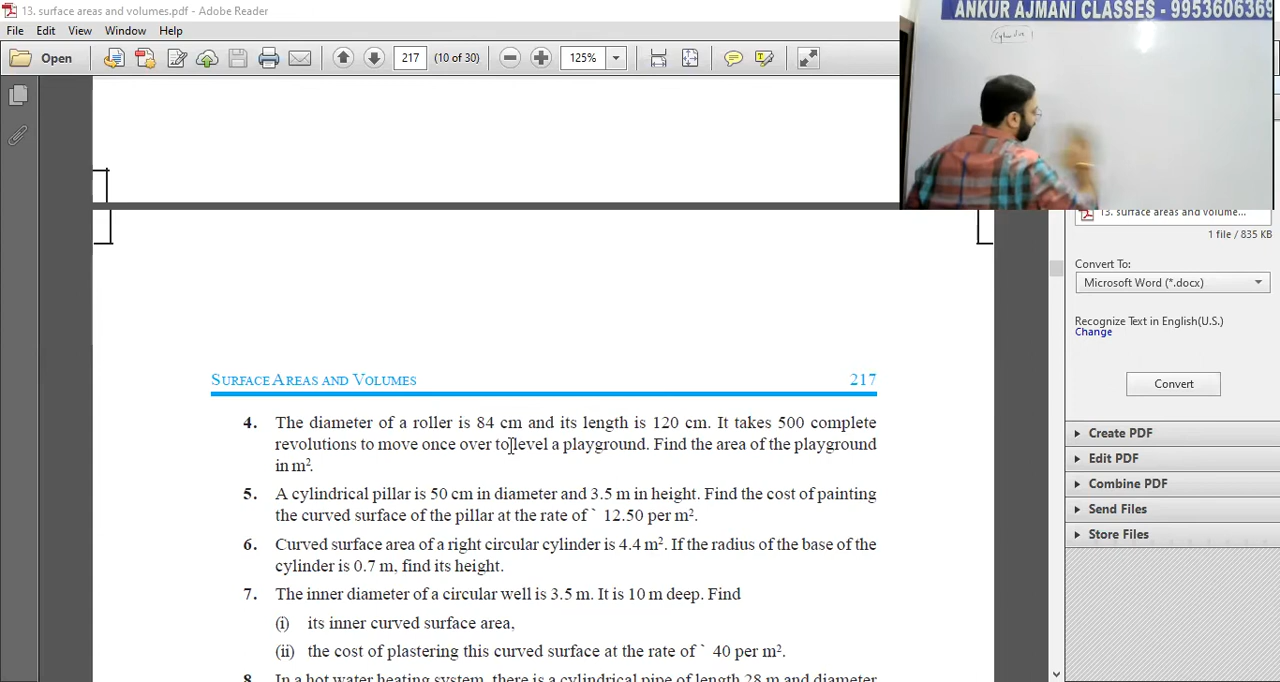 13. surface areas and volumes.pdf - Adobe Reader
File Edit View Window Help
Open 217 (10 of 30) 125%
ANKUR AJMANI CLASSES - 9953606369
13. surface areas and volume...
1 file / 835 KB
Convert To:
Microsoft Word (*.docx)
Recognize Text in English(U.S.)
Change
Convert
Create PDF
Edit PDF
Combine PDF
Send Files
Store Files
SURFACE AREAS AND VOLUMES 217
4. The diameter of a roller is 84 cm and its length is 120 cm. It takes 500 complete
revolutions to move once over to level a playground. Find the area of the playground
in m².
5. A cylindrical pillar is 50 cm in diameter and 3.5 m in height. Find the cost of painting
the curved surface of the pillar at the rate of ` 12.50 per m².
6. Curved surface area of a right circular cylinder is 4.4 m². If the radius of the base of the
cylinder is 0.7 m, find its height.
7. The inner diameter of a circular well is 3.5 m. It is 10 m deep. Find
(i) its inner curved surface area,
(ii) the cost of plastering this curved surface at the rate of ` 40 per m².
8. In a hot water heating system, there is a cylindrical pipe of length 28 m and diameter